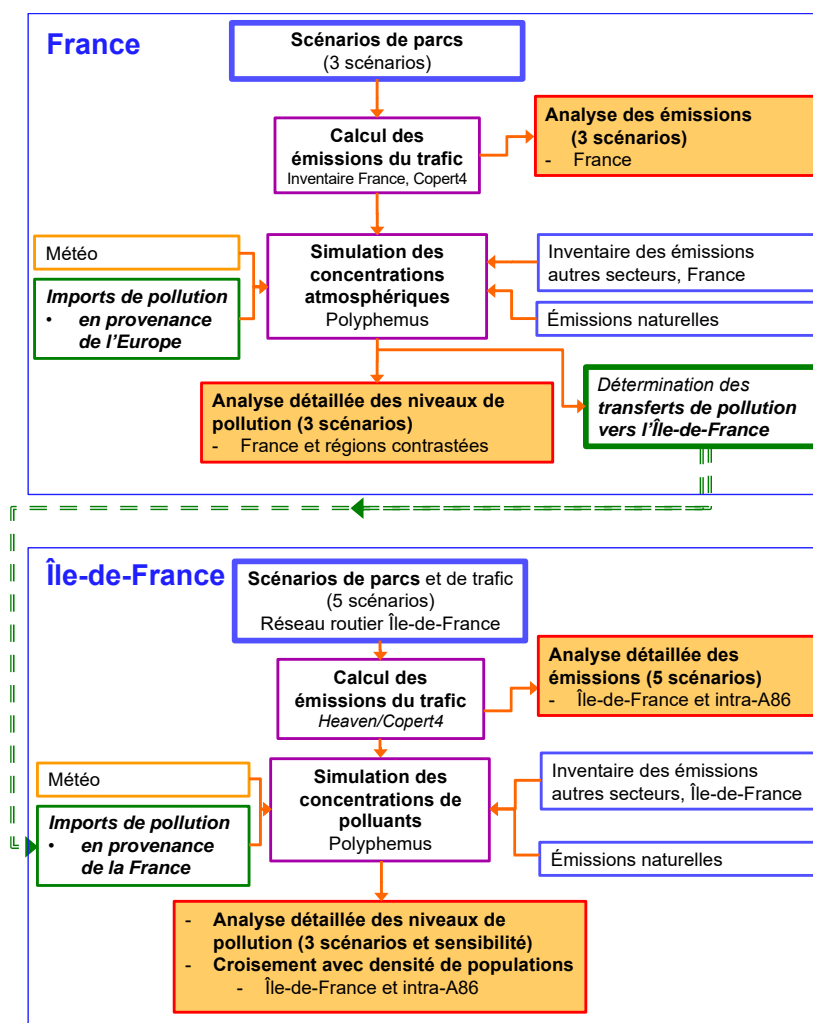 France
Scénarios de parcs
(3 scénarios)
Calcul des
émissions du trafic
Inventaire France, Copert4
Analyse des émissions
(3 scénarios)
- France
Météo
Imports de pollution
• en provenance
de l'Europe
Simulation des
concentrations
atmosphériques
Polyphemus
Inventaire des émissions
autres secteurs, France
Émissions naturelles
Analyse détaillée des niveaux de
pollution (3 scénarios)
- France et régions contrastées
Détermination des
transferts de pollution
vers l'Île-de-France
Île-de-France
Scénarios de parcs et de trafic
(5 scénarios)
Réseau routier Île-de-France
Calcul des
émissions du trafic
Heaven/Copert4
Analyse détaillée des
émissions (5 scénarios)
- Île-de-France et intra-A86
Météo
Imports de pollution
• en provenance
de la France
Simulation des
concentrations de
polluants
Polyphemus
Inventaire des émissions
autres secteurs, Île-de-France
Émissions naturelles
- Analyse détaillée des niveaux de
pollution (3 scénarios et sensibilité)
- Croisement avec densité de populations
- Île-de-France et intra-A86